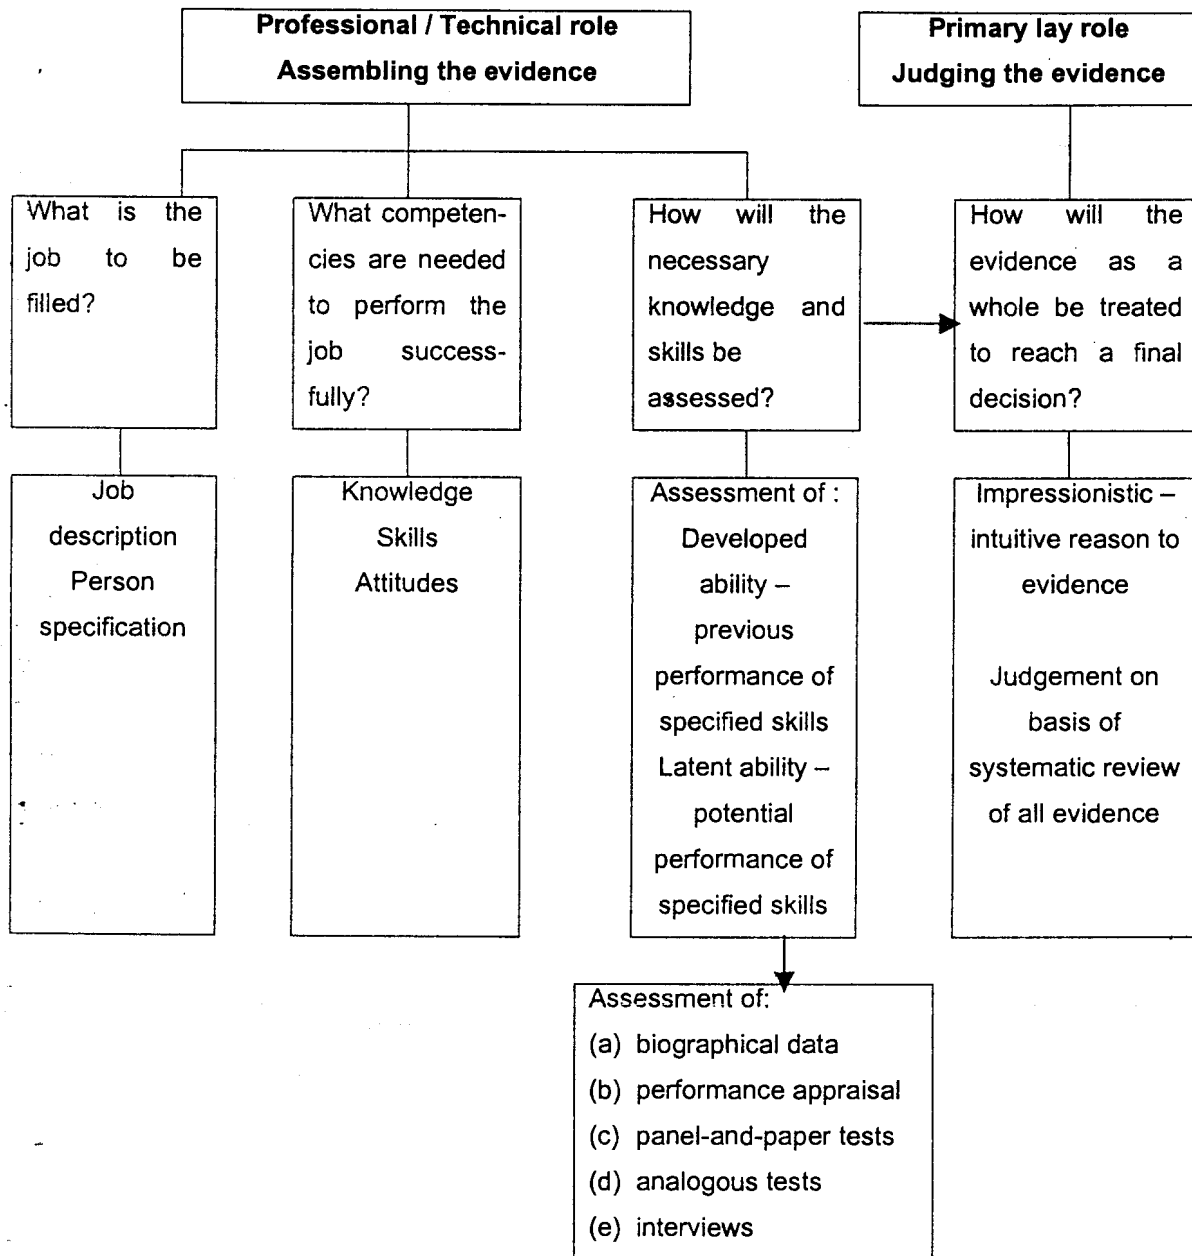 Professional / Technical role
Assembling the evidence
Primary lay role
Judging the evidence
What is the
job to be
filled?
What competen-
cies are needed
to perform the
job success-
fully?
How will the
necessary
knowledge and
skills be
assessed?
How will the
evidence as a
whole be treated
to reach a final
decision?
Job
description
Person
specification
Knowledge
Skills
Attitudes
Assessment of :
Developed
ability –
previous
performance of
specified skills
Latent ability –
potential
performance of
specified skills
Impressionistic –
intuitive reason to
evidence
Judgement on
basis of
systematic review
of all evidence
Assessment of:
(a) biographical data
(b) performance appraisal
(c) panel-and-paper tests
(d) analogous tests
(e) interviews